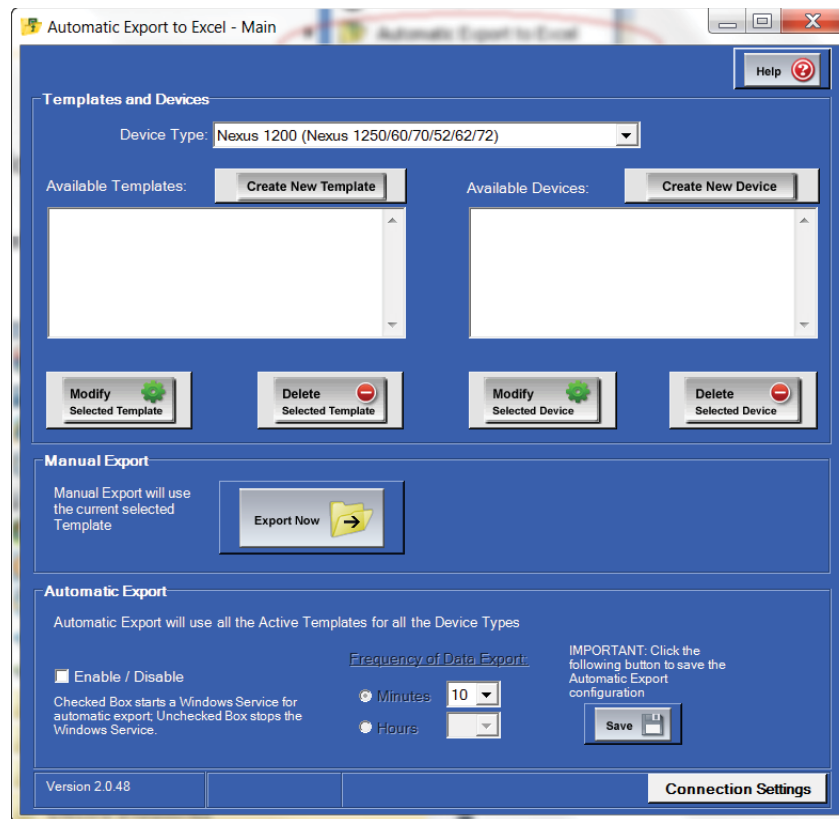 Automatic Export to Excel - Main
Automatic Export to Excel
Help
Templates and Devices
Device Type: Nexus 1200 (Nexus 1250/60/70/52/62/72)
Available Templates:
Create New Template
Available Devices:
Create New Device
Modify
Selected Template
Delete
Selected Template
Modify
Selected Device
Delete
Selected Device
Manual Export
Manual Export will use
the current selected
Template
Export Now
Automatic Export
Automatic Export will use all the Active Templates for all the Device Types
Enable / Disable
Checked Box starts a Windows Service for
automatic export; Unchecked Box stops the
Windows Service.
Frequency of Data Export:
Minutes 10
Hours
IMPORTANT: Click the
following button to save the
Automatic Export
configuration
Save
Version 2.0.48
Connection Settings